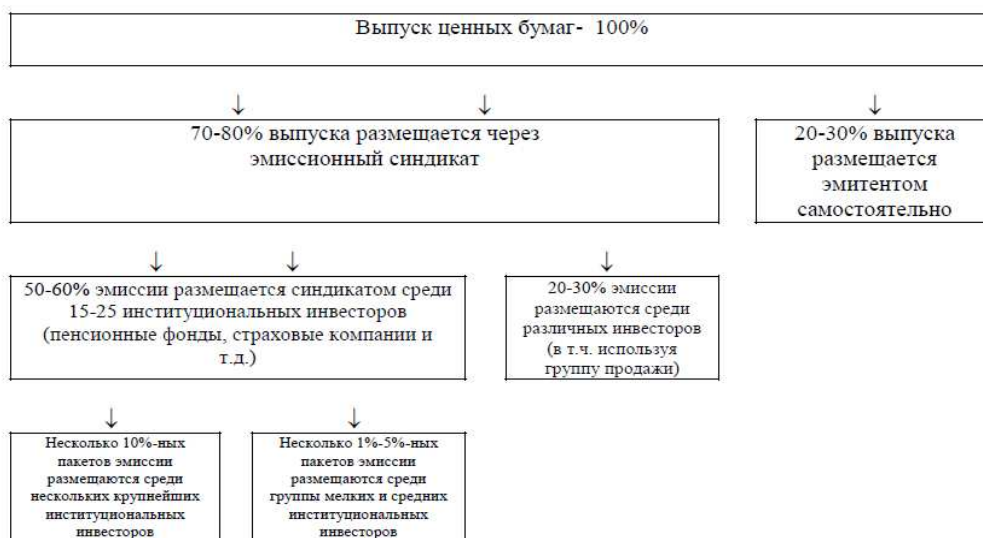 Выпуск ценных бумаг- 100%
70-80% выпуска размещается через
эмиссионный синдикат
20-30% выпуска
размещается
эмитентом
самостоятельно
50-60% эмиссии размещается синдикатом среди
15-25 институциональных инвесторов
(пенсионные фонды, страховые компании и
т.д.)
20-30% эмиссии
размещаются среди
различных инвесторов
(в т.ч. используя
группу продажи)
Несколько 10%-ных
пакетов эмиссии
размещаются среди
нескольких крупнейших
институциональных
инвесторов
Несколько 1%-5%-ных
пакетов эмиссии
размещаются среди
группы мелких и средних
институциональных
инвесторов